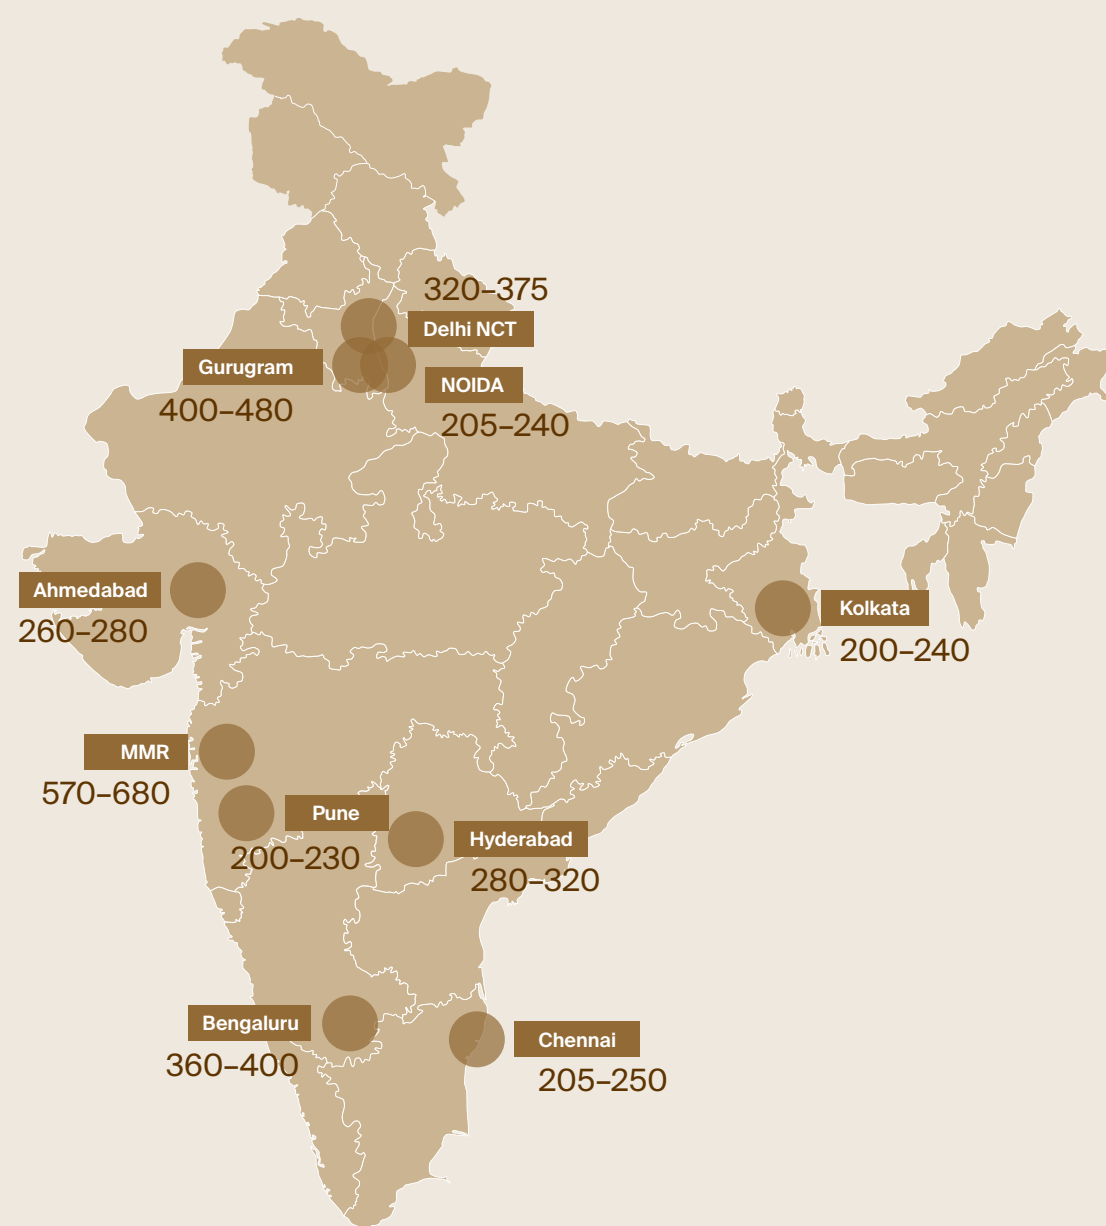 320–375
Delhi NCT
Gurugram
400–480
NOIDA
205–240
Ahmedabad
260–280
Kolkata
200–240
MMR
570–680
Pune
200–230
Hyderabad
280–320
Bengaluru
360–400
Chennai
205–250